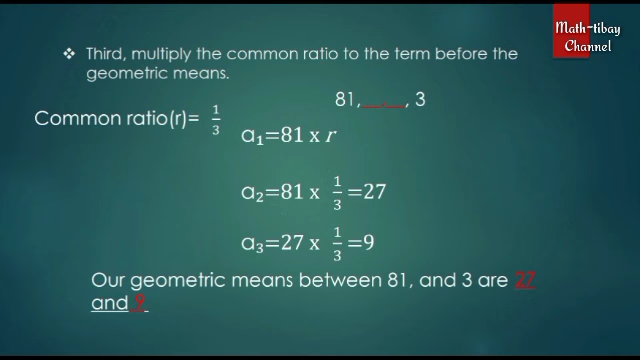 Math-tibay
Channel
❖ Third, multiply the common ratio to the term before the
geometric means.
81,__,__, 3
Common ratio(r)= 1/3
a₁=81 x r
a₂=81 x 1/3 =27
a₃=27 x 1/3 =9
Our geometric means between 81, and 3 are 27
and 9